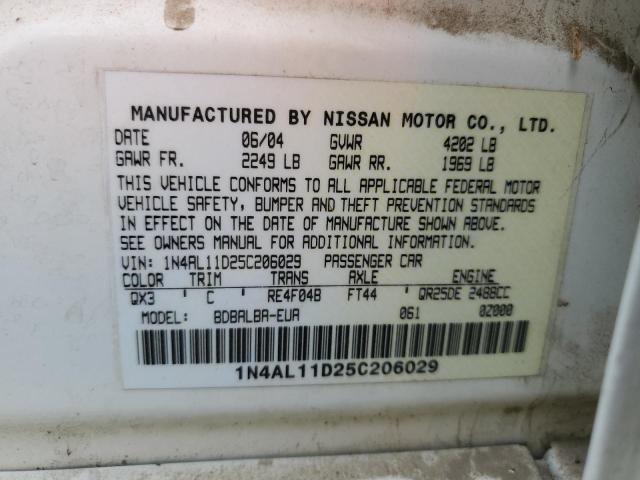 MANUFACTURED BY NISSAN MOTOR CO., LTD.
DATE 06/04 GVWR 4202 LB
GAWR FR. 2249 LB GAWR RR. 1969 LB
THIS VEHICLE CONFORMS TO ALL APPLICABLE FEDERAL MOTOR
VEHICLE SAFETY, BUMPER AND THEFT PREVENTION STANDARDS
IN EFFECT ON THE DATE OF MANUFACTURE SHOWN ABOVE.
SEE OWNERS MANUAL FOR ADDITIONAL INFORMATION
VIN: 1N4AL11D25C206029 PASSENGER CAR
COLOR TRIM TRANS AXLE ENGINE
QX3 C RE4F04B FT44 QR25DE 2488CC
MODEL: BDBALBA-EUA 061 0Z000
1N4AL11D25C206029